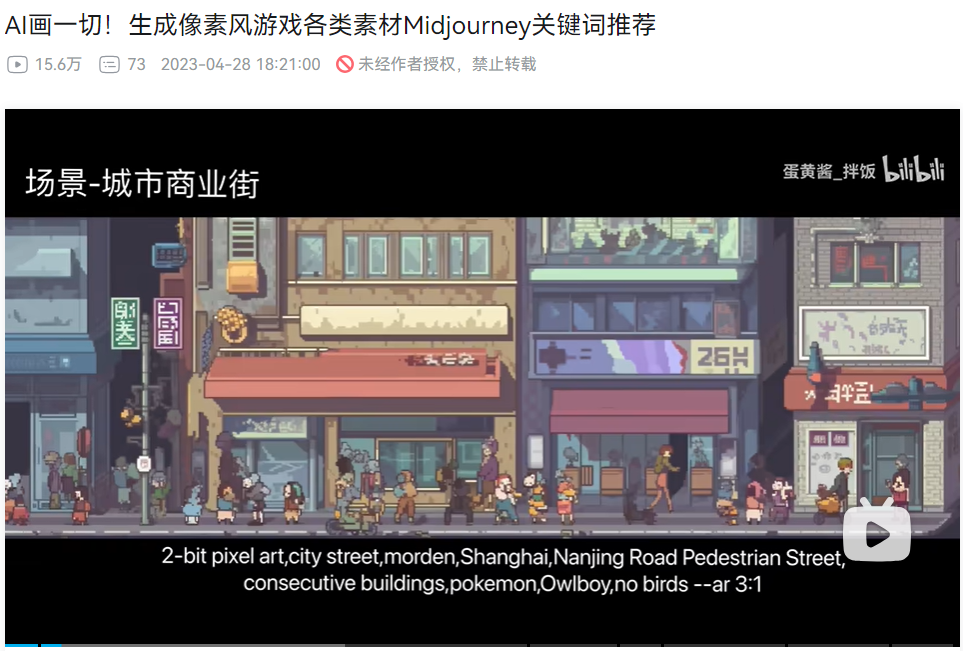 AI画一切！生成像素风游戏各类素材Midjourney关键词推荐
15.6万 73 2023-04-28 18:21:00 未经作者授权，禁止转载
场景-城市商业街
蛋黄酱_拌饭 bilibili
26H
2-bit pixel art,city street,morden,Shanghai,Nanjing Road Pedestrian Street,
consecutive buildings,pokemon,Owlboy,no birds --ar 3:1